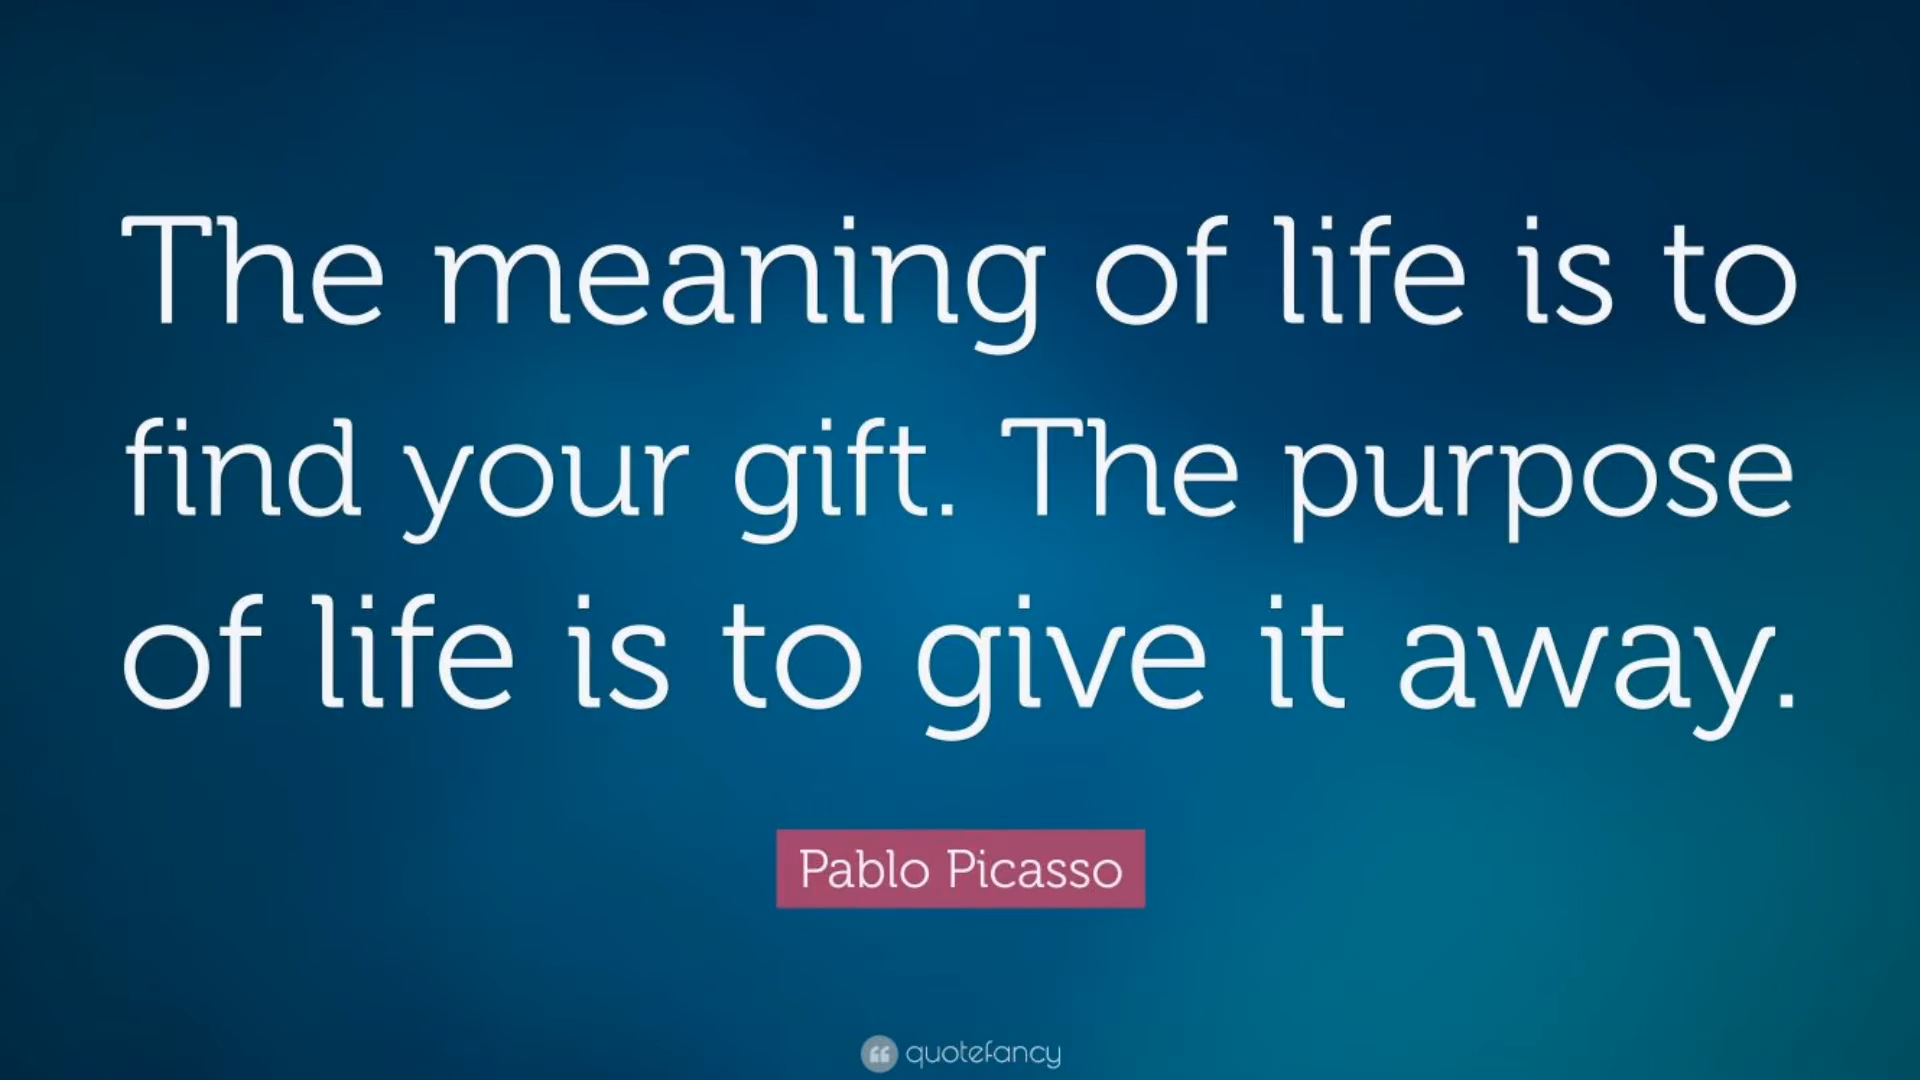 The meaning of life is to
find your gift. The purpose
of life is to give it away.
Pablo Picasso
quotefancy